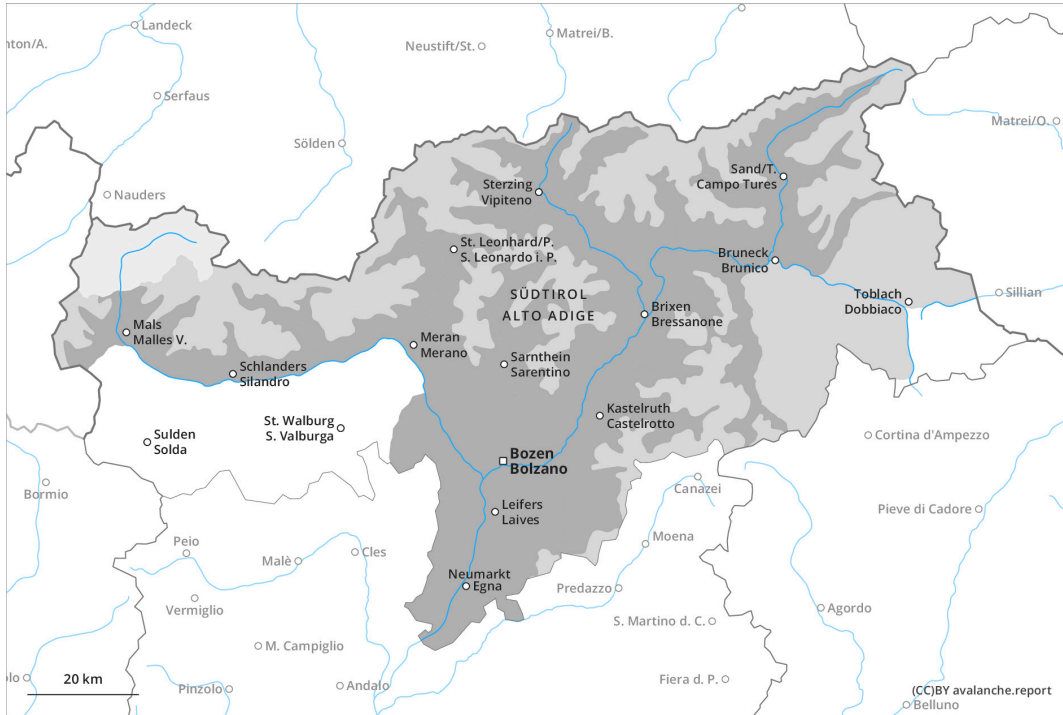 Landeck
nton/A.
Neustift/St.
Matrei/B.
Serfaus
Sölden
Matrei/O.
Nauders
Sterzing
Vipiteno
Sand/T.
Campo Tures
St. Leonhard/P.
S. Leonardo i. P.
Bruneck
Brunico
SÜDTIROL
ALTO ADIGE
Toblach
Dobbiaco
Sillian
Brixen
Bressanone
Mals
Malles V.
Meran
Merano
Schlanders
Silandro
Sarnthein
Sarentino
Kastelruth
Castelrotto
St. Walburg
S. Valburga
Sulden
Solda
Cortina d'Ampezzo
Bozen
Bolzano
Bormio
Canazei
Leifers
Laives
Pieve di Cadore
Peio
Malè
Cles
Moena
Neumarkt
Egna
Predazzo
Vermiglio
Agordo
S. Martino d. C.
M. Campiglio
olo
20 km
Pinzolo
Andalo
Fiera d. P.
(CC)BY avalanche.report
Belluno